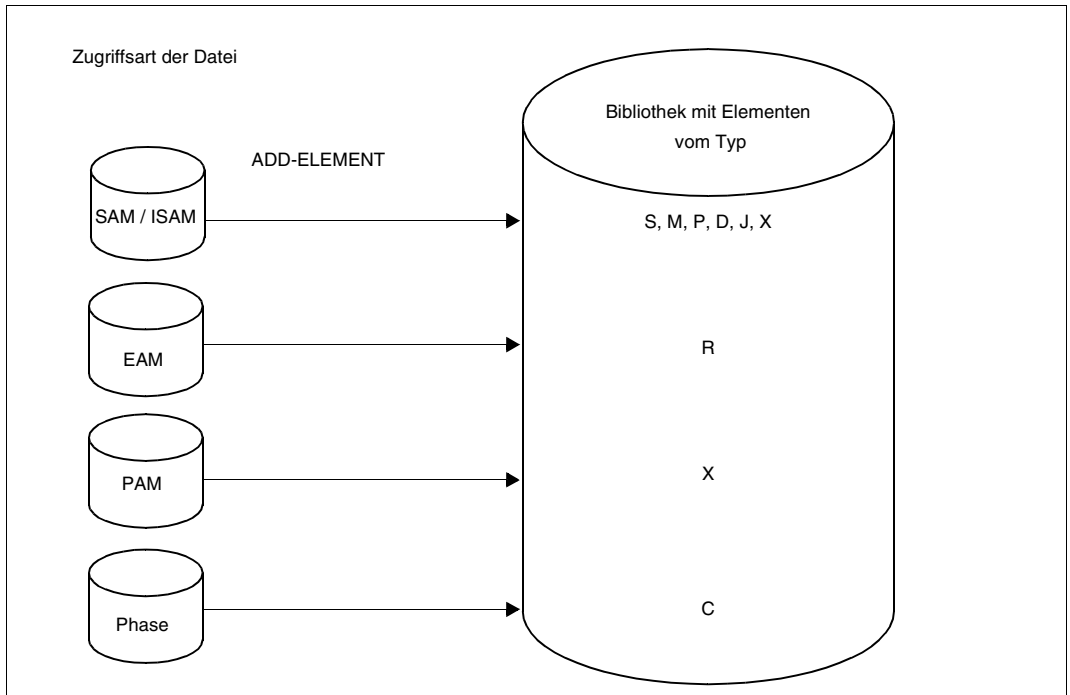 Zugriffsart der Datei
Bibliothek mit Elementen
vom Typ
ADD-ELEMENT
SAM / ISAM
S, M, P, D, J, X
EAM
R
PAM
X
Phase
C